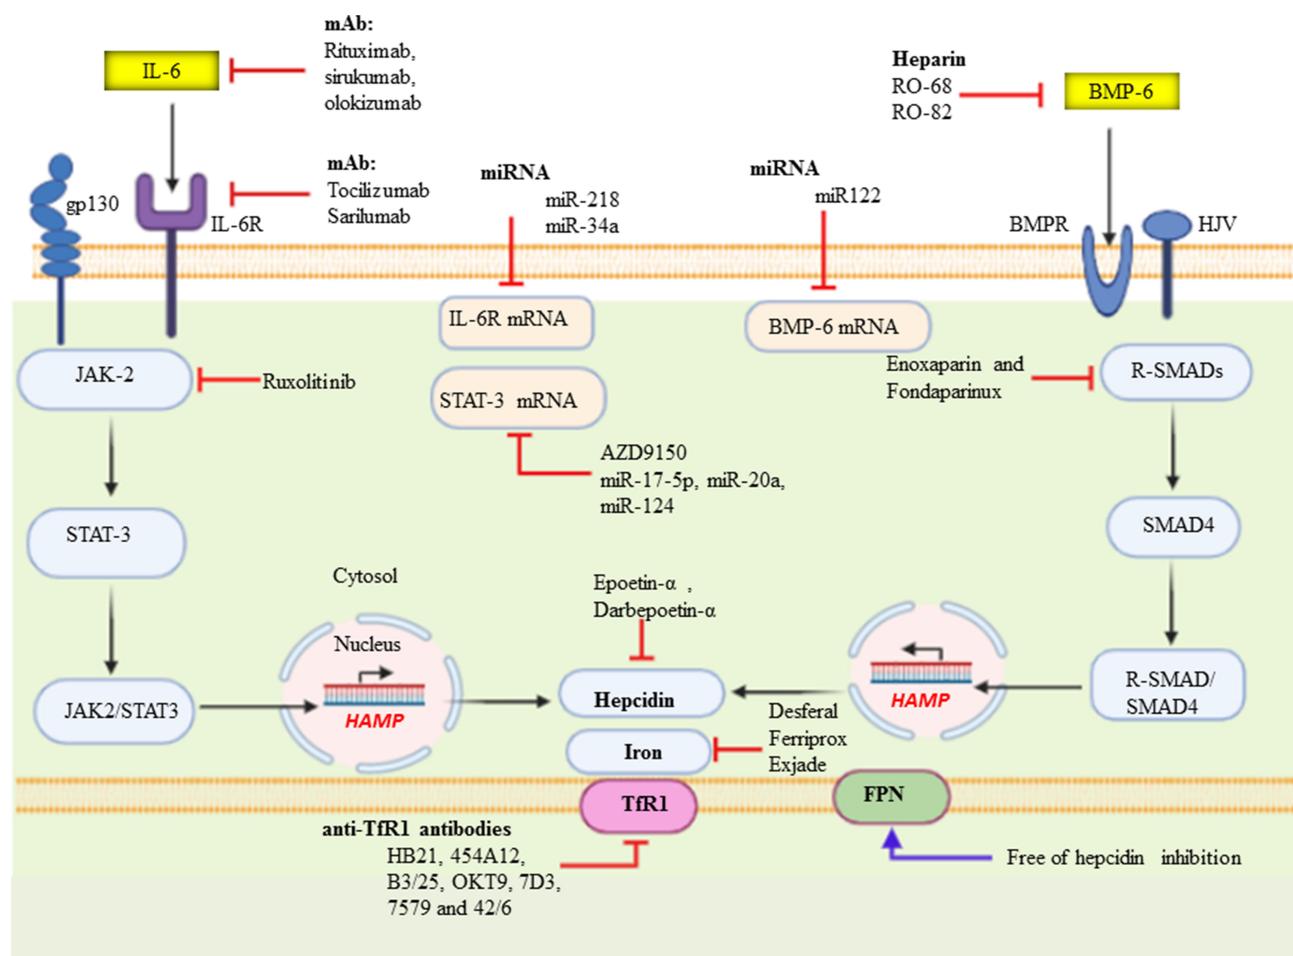 mAb:
Rituximab,
sirukumab,
olokizumab
IL-6
Heparin
RO-68
RO-82
BMP-6
mAb:
Tocilizumab
Sarilumab
gp130
IL-6R
miRNA
miR-218
miR-34a
miRNA
miR122
BMPR
HJV
IL-6R mRNA
BMP-6 mRNA
JAK-2
Ruxolitinib
STAT-3 mRNA
Enoxaparin and
Fondaparinux
R-SMADs
AZD9150
miR-17-5p, miR-20a,
miR-124
STAT-3
SMAD4
Cytosol
Epoetin-α ,
Darbepoetin-α
Nucleus
HAMP
JAK2/STAT3
Hepcidin
HAMP
R-SMAD/
SMAD4
Iron
Desferal
Ferriprox
Exjade
TfR1
FPN
anti-TfR1 antibodies
HB21, 454A12,
B3/25, OKT9, 7D3,
7579 and 42/6
Free of hepcidin inhibition